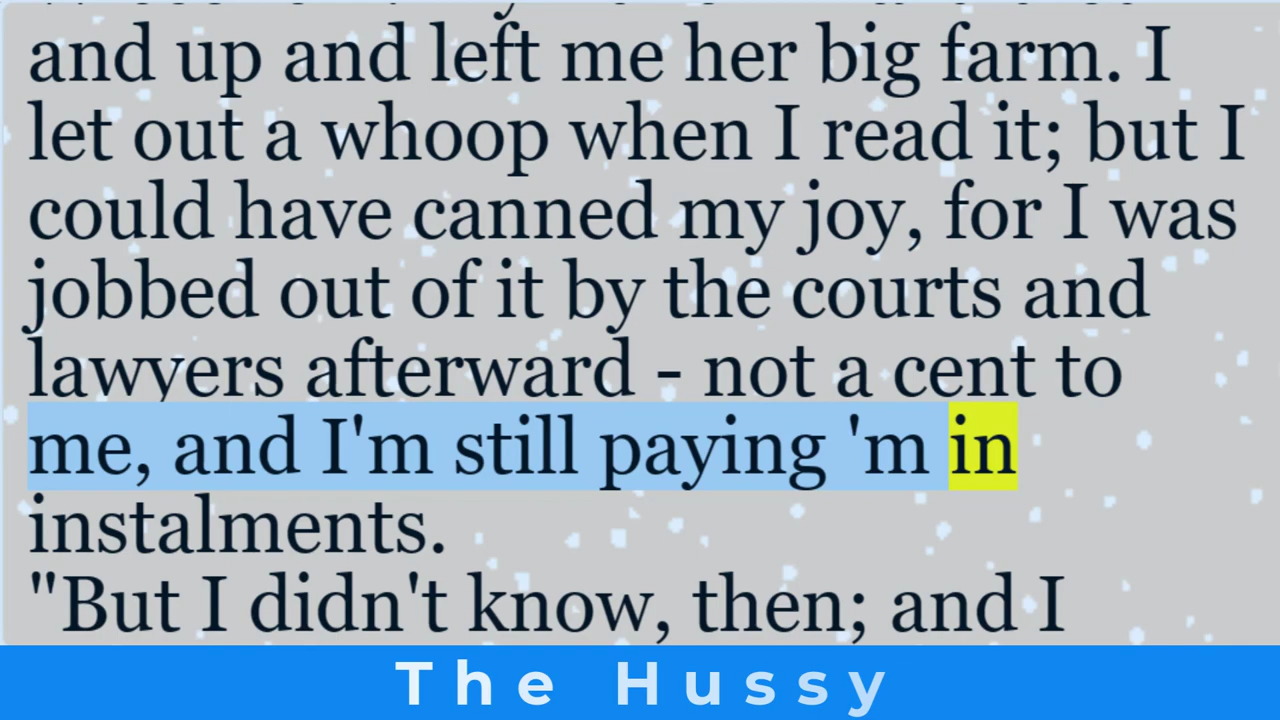 and up and left me her big farm. I
let out a whoop when I read it; but I
could have canned my joy, for I was
jobbed out of it by the courts and
lawyers afterward - not a cent to
me, and I'm still paying 'm in
instalments.
"But I didn't know, then; and I
The Hussy